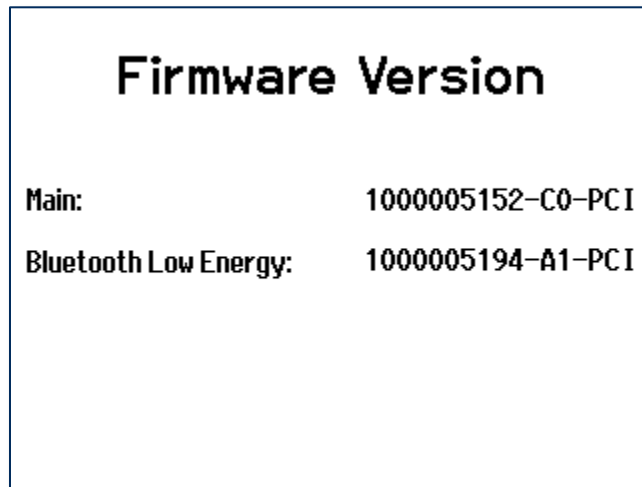 Firmware Version
Main: 1000005152-C0-PCI
Bluetooth Low Energy: 1000005194-A1-PCI